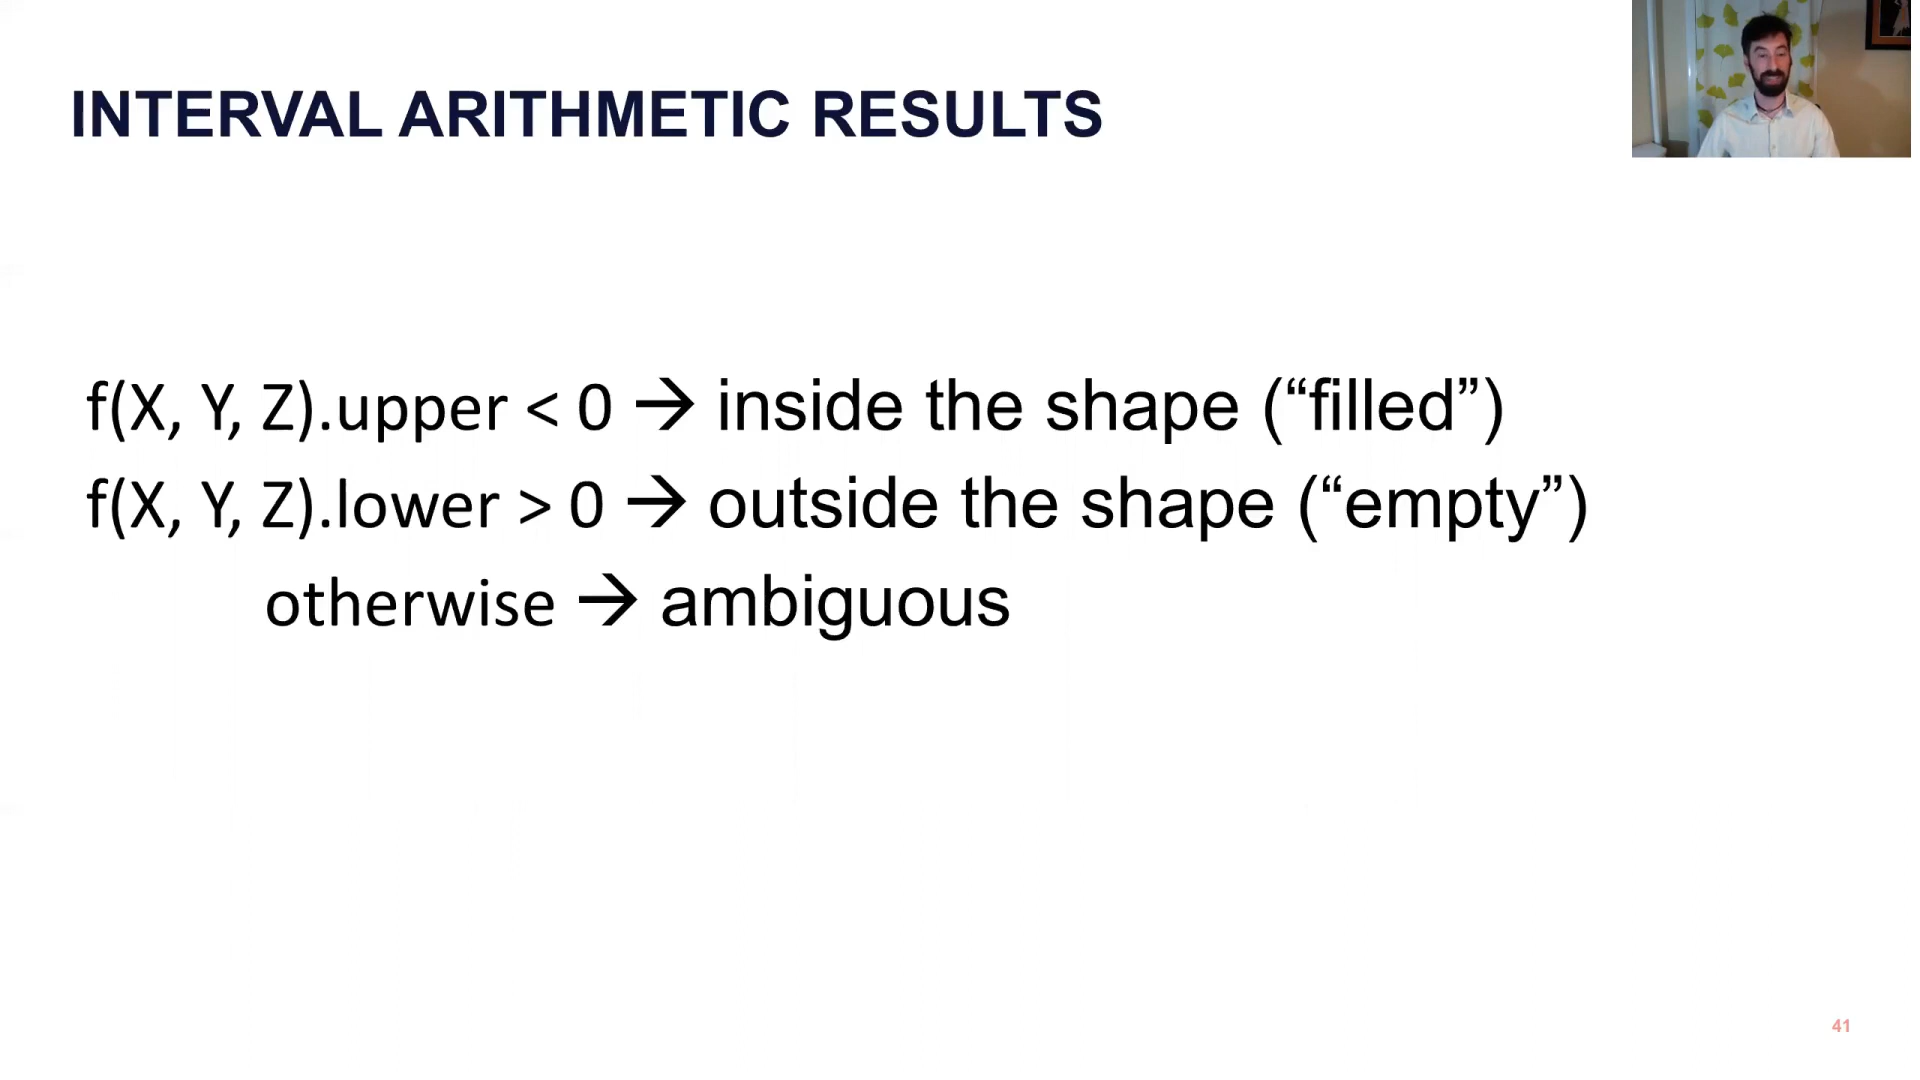 INTERVAL ARITHMETIC RESULTS
f(X, Y, Z).upper < 0 → inside the shape (“filled”)
f(X, Y, Z).lower > 0 → outside the shape (“empty”)
otherwise → ambiguous
41